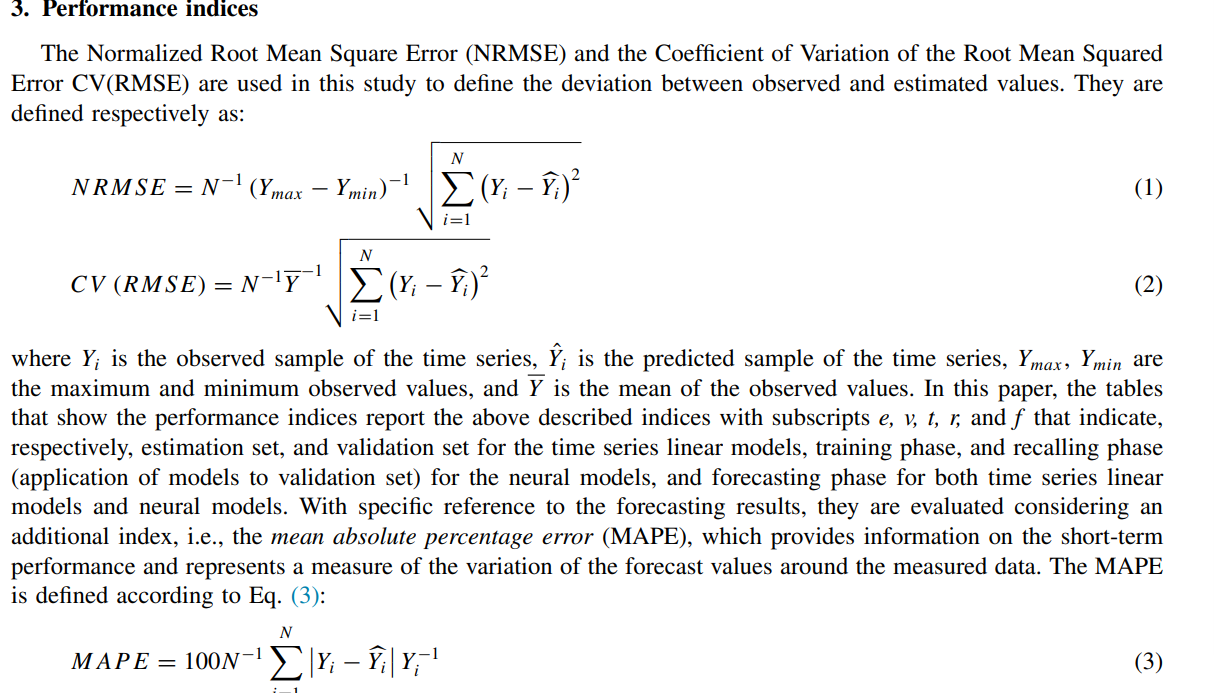 3. Performance indices
The Normalized Root Mean Square Error (NRMSE) and the Coefficient of Variation of the Root Mean Squared
Error CV(RMSE) are used in this study to define the deviation between observed and estimated values. They are
defined respectively as:
NRMSE = N⁻¹ (Y_max − Y_min)⁻¹ √(∑_{i=1}^{N} (Y_i − Ŷ_i)²) (1)
CV (RMSE) = N⁻¹Y̅⁻¹ √(∑_{i=1}^{N} (Y_i − Ŷ_i)²) (2)
where Y_i is the observed sample of the time series, Ŷ_i is the predicted sample of the time series, Y_max, Y_min are
the maximum and minimum observed values, and Y̅ is the mean of the observed values. In this paper, the tables
that show the performance indices report the above described indices with subscripts e, v, t, r, and f that indicate,
respectively, estimation set, and validation set for the time series linear models, training phase, and recalling phase
(application of models to validation set) for the neural models, and forecasting phase for both time series linear
models and neural models. With specific reference to the forecasting results, they are evaluated considering an
additional index, i.e., the mean absolute percentage error (MAPE), which provides information on the short-term
performance and represents a measure of the variation of the forecast values around the measured data. The MAPE
is defined according to Eq. (3):
MAPE = 100N⁻¹ ∑_{i=1}^{N} |Y_i − Ŷ_i| Y_i⁻¹ (3)